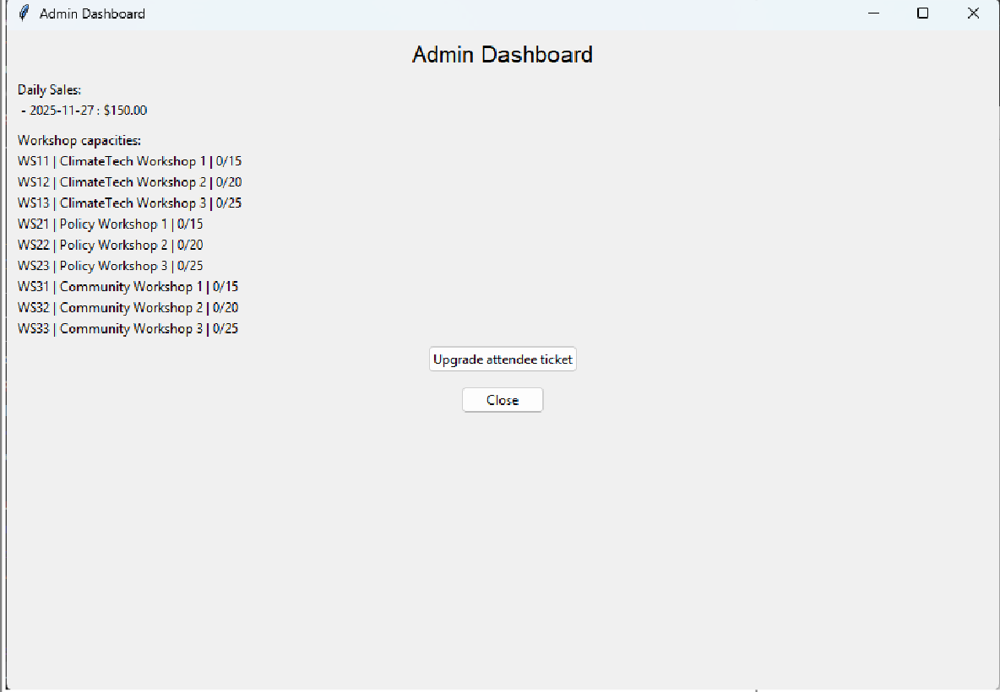 Admin Dashboard
Admin Dashboard
Daily Sales:
- 2025-11-27 : $150.00
Workshop capacities:
WS11 | ClimateTech Workshop 1 | 0/15
WS12 | ClimateTech Workshop 2 | 0/20
WS13 | ClimateTech Workshop 3 | 0/25
WS21 | Policy Workshop 1 | 0/15
WS22 | Policy Workshop 2 | 0/20
WS23 | Policy Workshop 3 | 0/25
WS31 | Community Workshop 1 | 0/15
WS32 | Community Workshop 2 | 0/20
WS33 | Community Workshop 3 | 0/25
Upgrade attendee ticket
Close